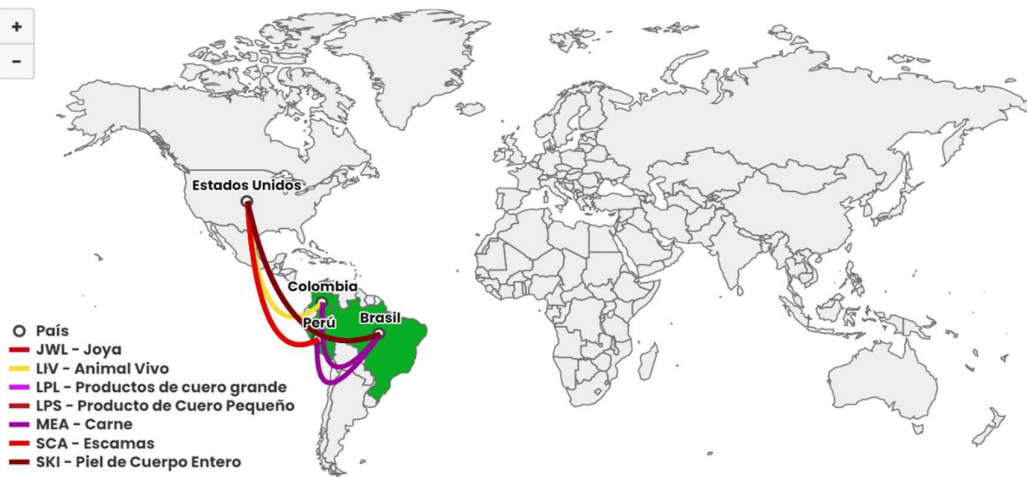 +
−
Estados Unidos
Colombia
Perú
Brasil
País
JWL - Joya
LIV - Animal Vivo
LPL - Productos de cuero grande
LPS - Producto de Cuero Pequeño
MEA - Carne
SCA - Escamas
SKI - Piel de Cuerpo Entero